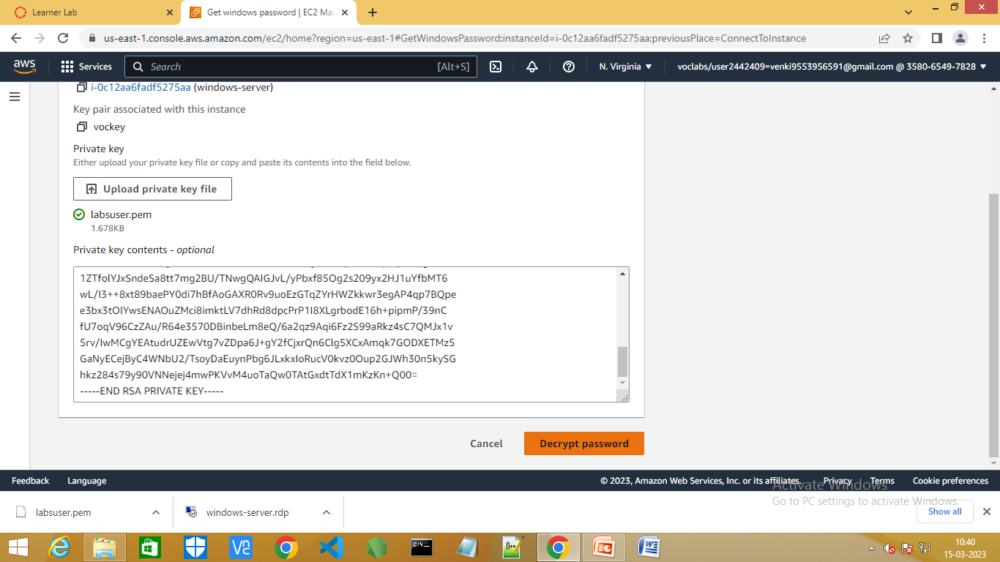 Learner Lab
Get windows password | EC2 Mar
us-east-1.console.aws.amazon.com/ec2/home?region=us-east-1#GetWindowsPassword:instanceId=i-0c12aa6fadf5275aa;previousPlace=ConnectToInstance
aws
Services
Search
[Alt+S]
N. Virginia
voclabs/user2442409=venki9553956591@gmail.com @ 3580-6549-7828
i-0c12aa6fadf5275aa (windows-server)
Key pair associated with this instance
vockey
Private key
Either upload your private key file or copy and paste its contents into the field below.
Upload private key file
labsuser.pem
1.678KB
Private key contents - optional
1ZTfolYJxSndeSa8tt7mg2BU/TNwgQAIGJvL/yPbxf85Og2s209yx2HJ1uYfbMT6
wL/I3++8xt89baePY0di7hBfAoGAXR0Rv9uoEzGTqZYrHWZkkwr3egAP4qp7BQpe
e3bx3tOIYwsENAOuZMci8imktLV7dhRd8dpcPrP1I8XLgrbodE16h+pipmP/39nC
fU7oqV96CzZAu/R64e3570DBinbeLm8eQ/6a2qz9Aqi6Fz2S99aRkz4sC7QMJx1v
5rv/IwMCgYEAtudrUZEwVtg7vZDpa6J+gY2fCjxrQn6Clg5XCxAmqk7GODXETMz5
GaNyECejByC4WNbU2/TsoyDaEuynPbg6JLxkxIoRucV0kvz0Oup2GJWh30n5kySG
hkz284s79y90VNNejej4mwPKVvM4uoTaQw0TAtGxdtTdX1mKzKn+Q00=
-----END RSA PRIVATE KEY-----
Cancel
Decrypt password
Feedback
Language
© 2023, Amazon Web Services, Inc. or its affiliates.
Privacy
Terms
Cookie preferences
Activate Windows
Go to PC settings to activate Windows.
labsuser.pem
windows-server.rdp
Show all
10:40
15-03-2023